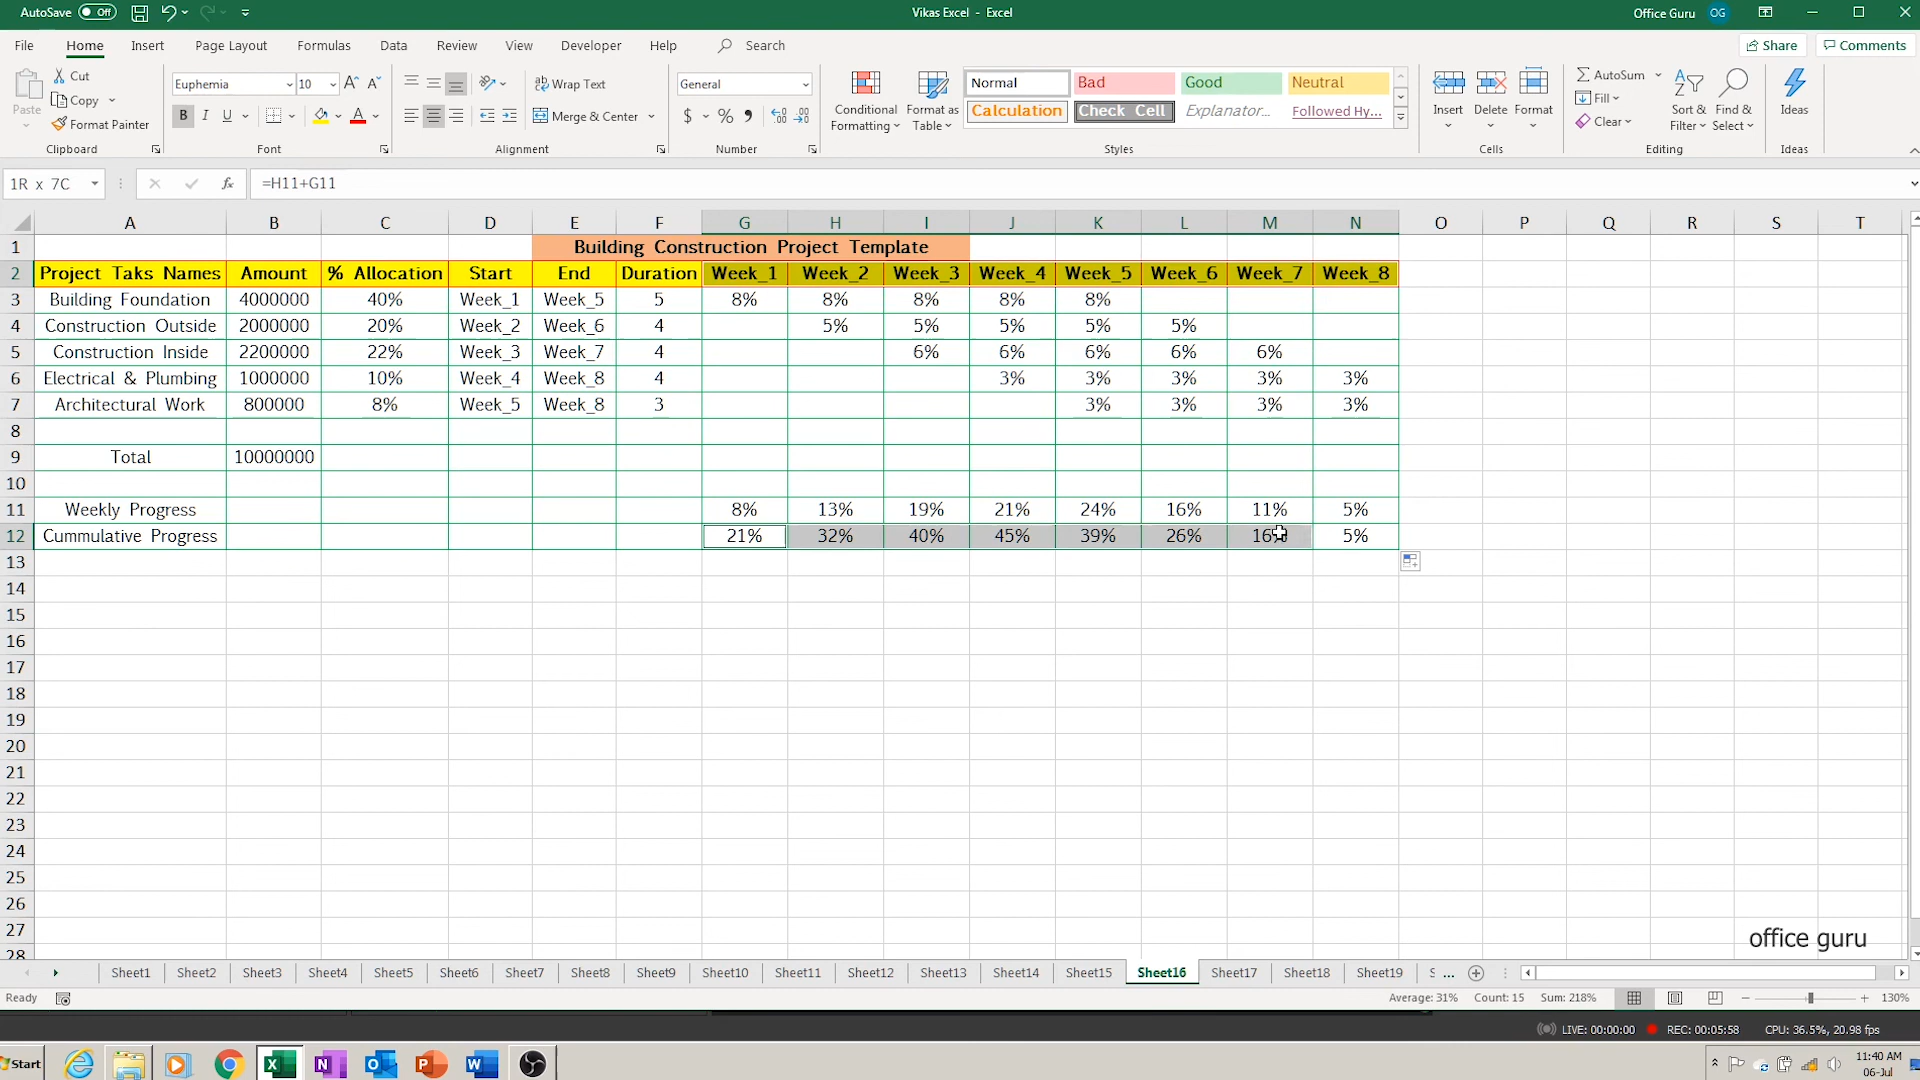 AutoSave Off
Vikas Excel - Excel
Office Guru OG
File Home Insert Page Layout Formulas Data Review View Developer Help Search Share Comments
Paste Cut Copy Format Painter
Clipboard
Euphemia 10
B I U
Font
Wrap Text
Merge & Center
Alignment
General
$ % ,
Number
Conditional Formatting
Format as Table
Normal Bad Good Neutral
Calculation Check Cell Explanator... Followed Hy...
Styles
Insert Delete Format
Cells
AutoSum Fill Clear
Sort & Filter
Find & Select
Editing
Ideas
Ideas
1R x 7C fx =H11+G11
A B C D E F G H I J K L M N O P Q R S T
1 Building Construction Project Template
2 Project Taks Names Amount % Allocation Start End Duration Week_1 Week_2 Week_3 Week_4 Week_5 Week_6 Week_7 Week_8
3 Building Foundation 4000000 40% Week_1 Week_5 5 8% 8% 8% 8% 8%
4 Construction Outside 2000000 20% Week_2 Week_6 4 5% 5% 5% 5% 5%
5 Construction Inside 2200000 22% Week_3 Week_7 4 6% 6% 6% 6% 6%
6 Electrical & Plumbing 1000000 10% Week_4 Week_8 4 3% 3% 3% 3% 3%
7 Architectural Work 800000 8% Week_5 Week_8 3 3% 3% 3% 3%
8
9 Total 10000000
10
11 Weekly Progress 8% 13% 19% 21% 24% 16% 11% 5%
12 Cummulative Progress 21% 32% 40% 45% 39% 26% 16% 5%
13
14
15
16
17
18
19
20
21
22
23
24
25
26
27
28
office guru
Sheet1 Sheet2 Sheet3 Sheet4 Sheet5 Sheet6 Sheet7 Sheet8 Sheet9 Sheet10 Sheet11 Sheet12 Sheet13 Sheet14 Sheet15 Sheet16 Sheet17 Sheet18 Sheet19 S ...
Ready Average: 31% Count: 15 Sum: 218% 130%
LIVE: 00:00:00 REC: 00:05:58 CPU: 36.5%, 20.98 fps
Start
11:40 AM
06-Jul